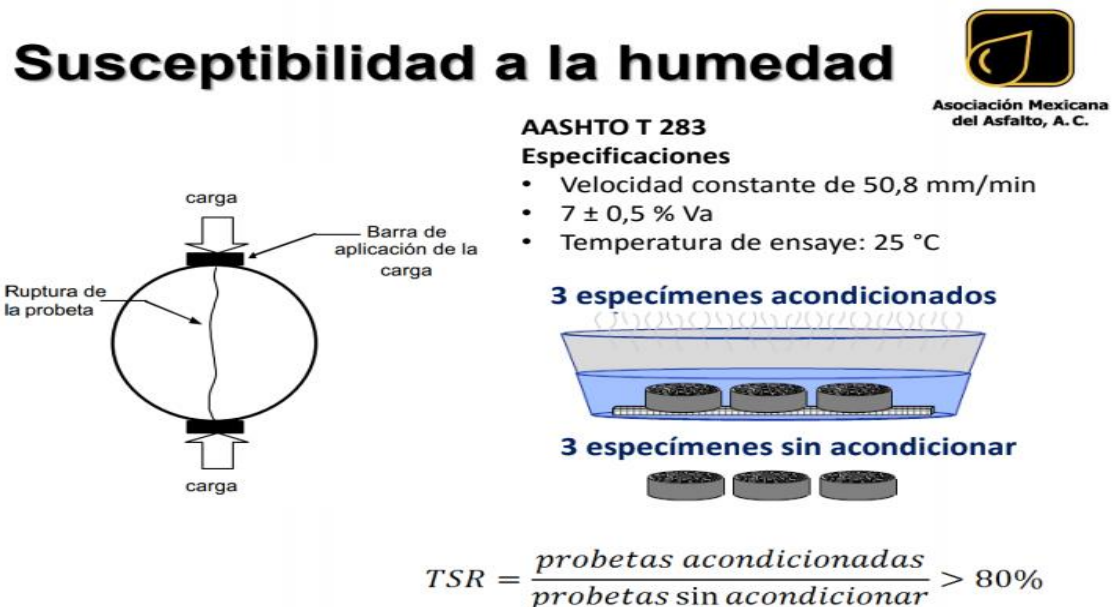 Susceptibilidad a la humedad
Asociación Mexicana
del Asfalto, A. C.
AASHTO T 283
Especificaciones
• Velocidad constante de 50,8 mm/min
• 7 ± 0,5 % Va
• Temperatura de ensaye: 25 °C
carga
Barra de
aplicación de la
carga
Ruptura de
la probeta
carga
3 especímenes acondicionados
3 especímenes sin acondicionar
TSR = probetas acondicionadas / probetas sin acondicionar > 80%